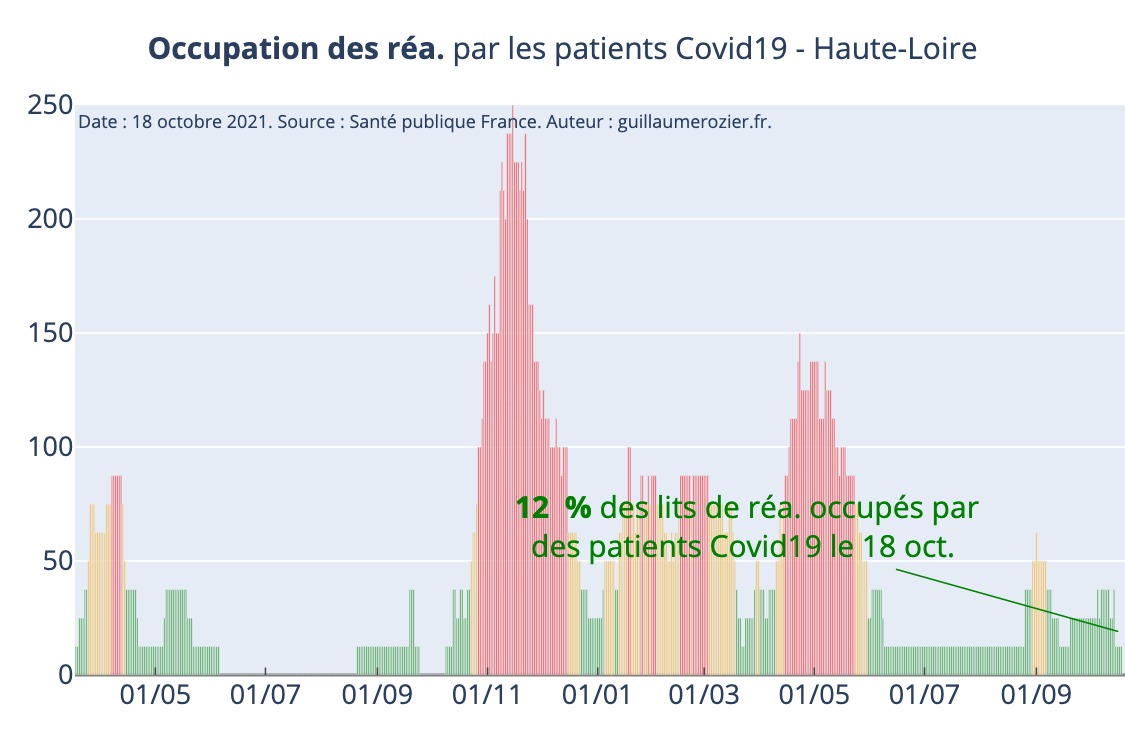 Occupation des réa. par les patients Covid19 - Haute-Loire
250
Date : 18 octobre 2021. Source : Santé publique France. Auteur : guillaumerozier.fr.
200
150
100
12 % des lits de réa. occupés par
des patients Covid19 le 18 oct.
50
0
01/05 01/07 01/09 01/11 01/01 01/03 01/05 01/07 01/09